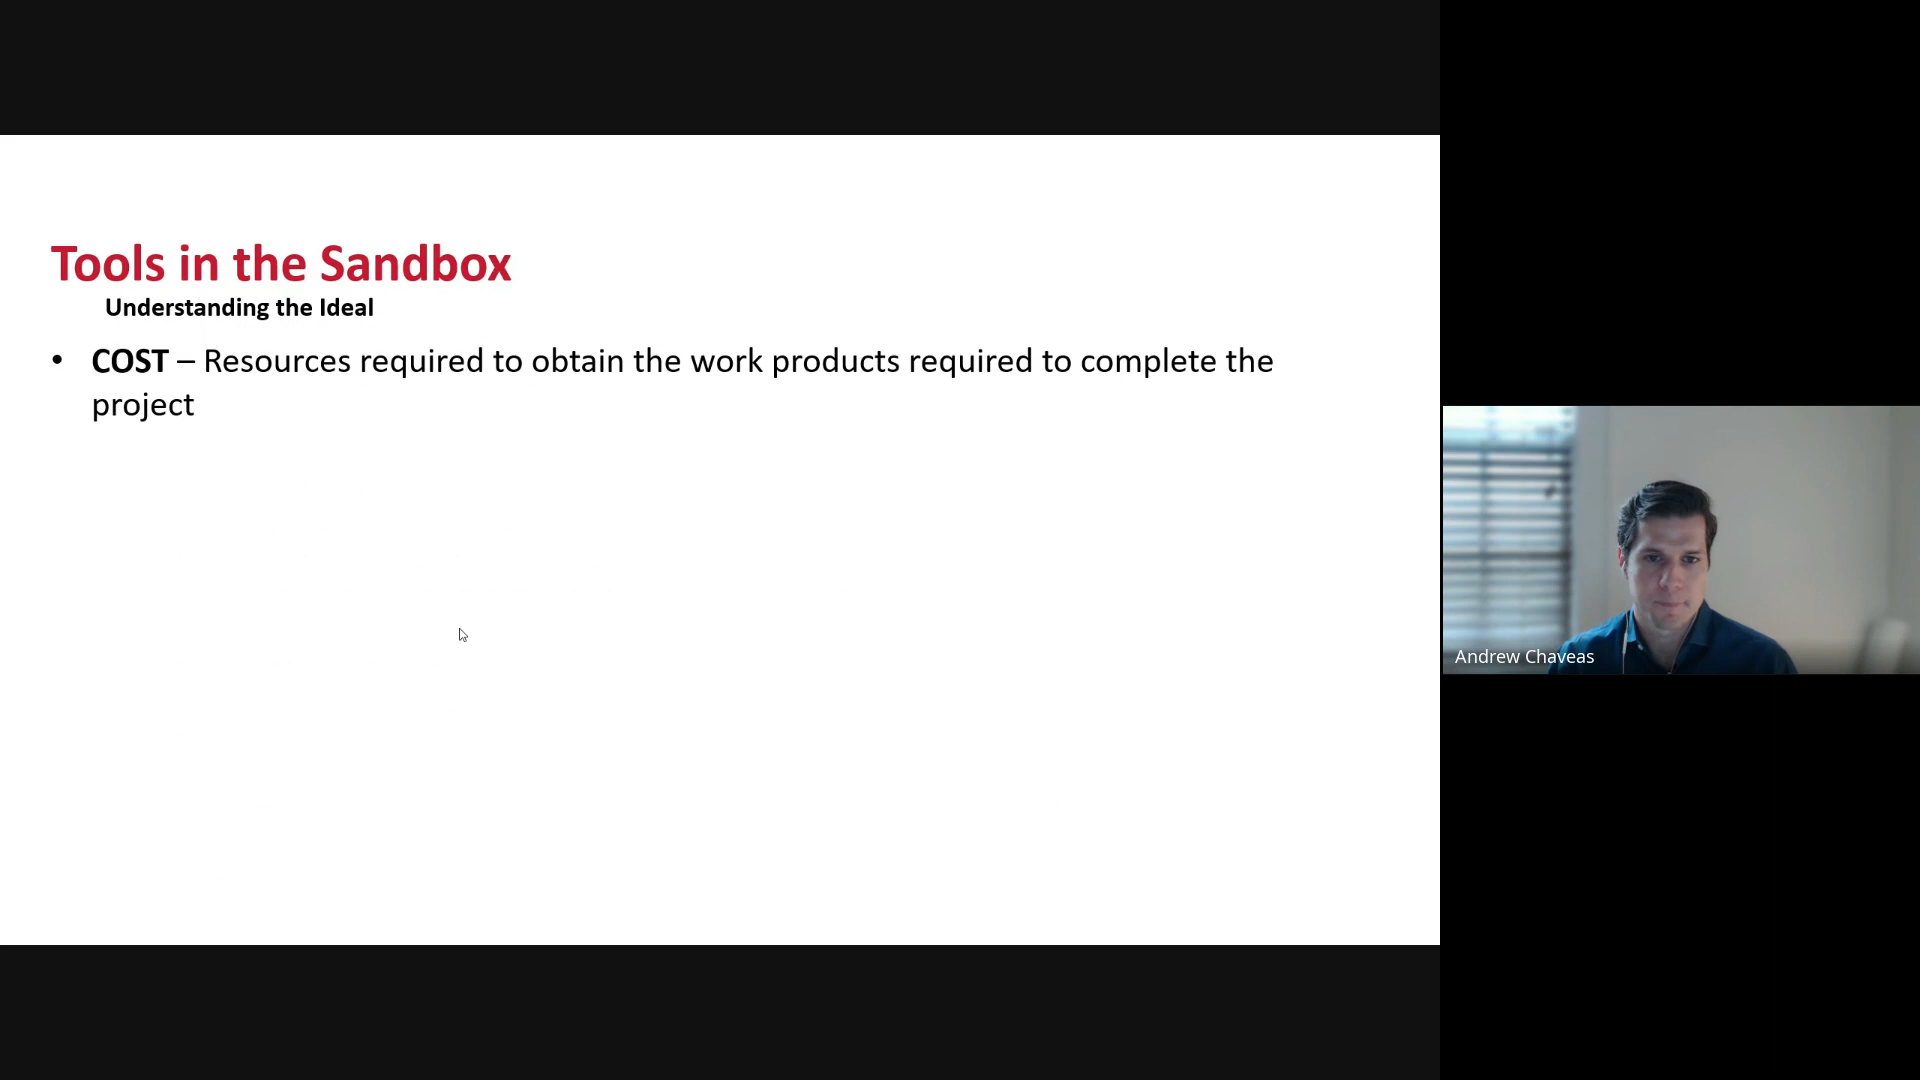 Tools in the Sandbox
Understanding the Ideal
• COST – Resources required to obtain the work products required to complete the
project
Andrew Chaveas